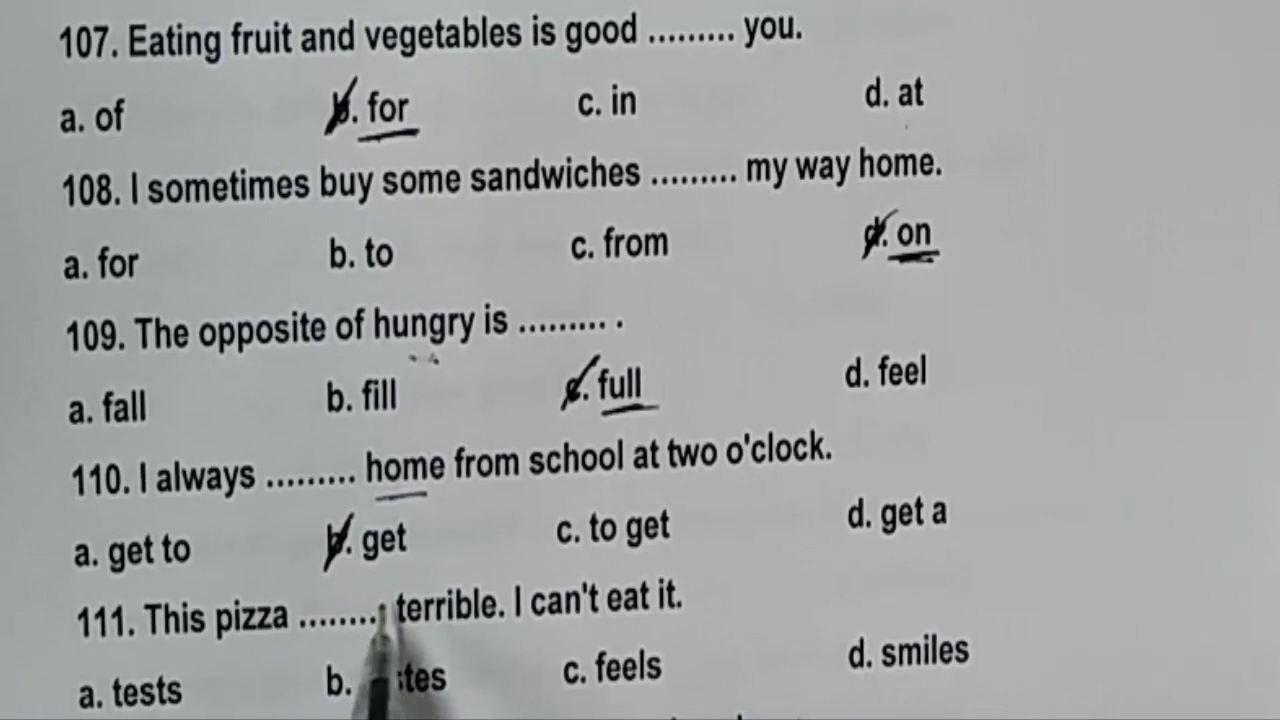 107. Eating fruit and vegetables is good ......... you.
a. of b. for c. in d. at
108. I sometimes buy some sandwiches ......... my way home.
a. for b. to c. from d. on
109. The opposite of hungry is ......... .
a. fall b. fill c. full d. feel
110. I always ......... home from school at two o'clock.
a. get to b. get c. to get d. get a
111. This pizza ......... terrible. I can't eat it.
a. tests b. c. feels d. smiles